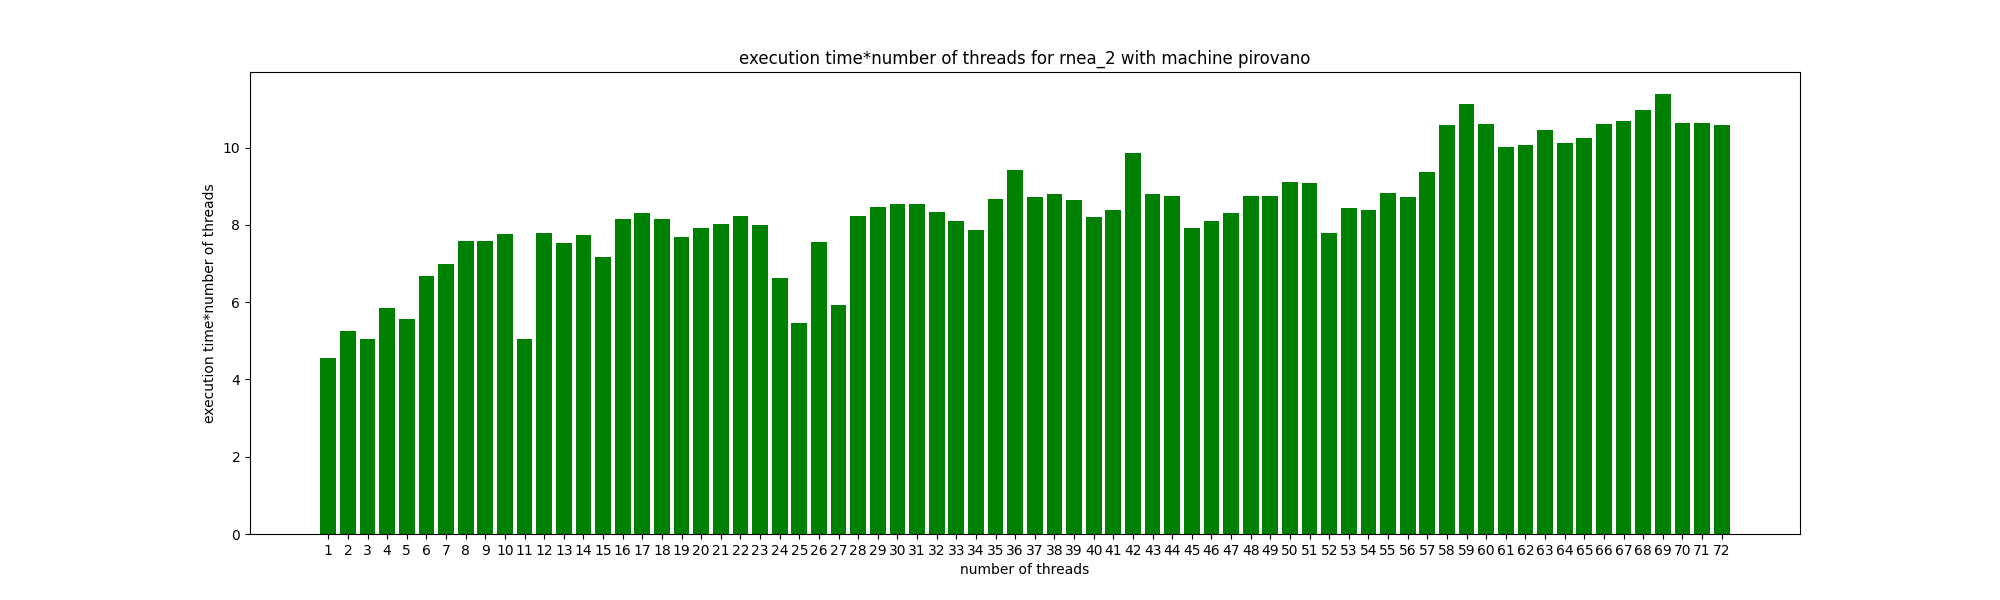 execution time*number of threads for rnea_2 with machine pirovano
execution time*number of threads
10
8
6
4
2
0
1 2 3 4 5 6 7 8 9 10 11 12 13 14 15 16 17 18 19 20 21 22 23 24 25 26 27 28 29 30 31 32 33 34 35 36 37 38 39 40 41 42 43 44 45 46 47 48 49 50 51 52 53 54 55 56 57 58 59 60 61 62 63 64 65 66 67 68 69 70 71 72
number of threads